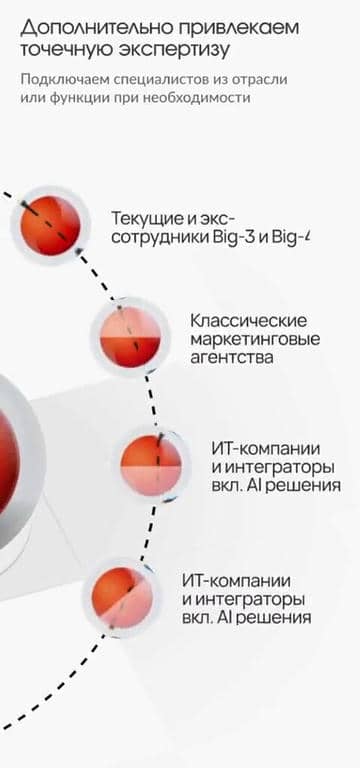 Дополнительно привлекаем
точечную экспертизу
Подключаем специалистов из отрасли
или функции при необходимости
Текущие и экс-
сотрудники Big-3 и Big-4
Классические
маркетинговые
агентства
ИТ-компании
и интеграторы
вкл. AI решения
ИТ-компании
и интеграторы
вкл. AI решения